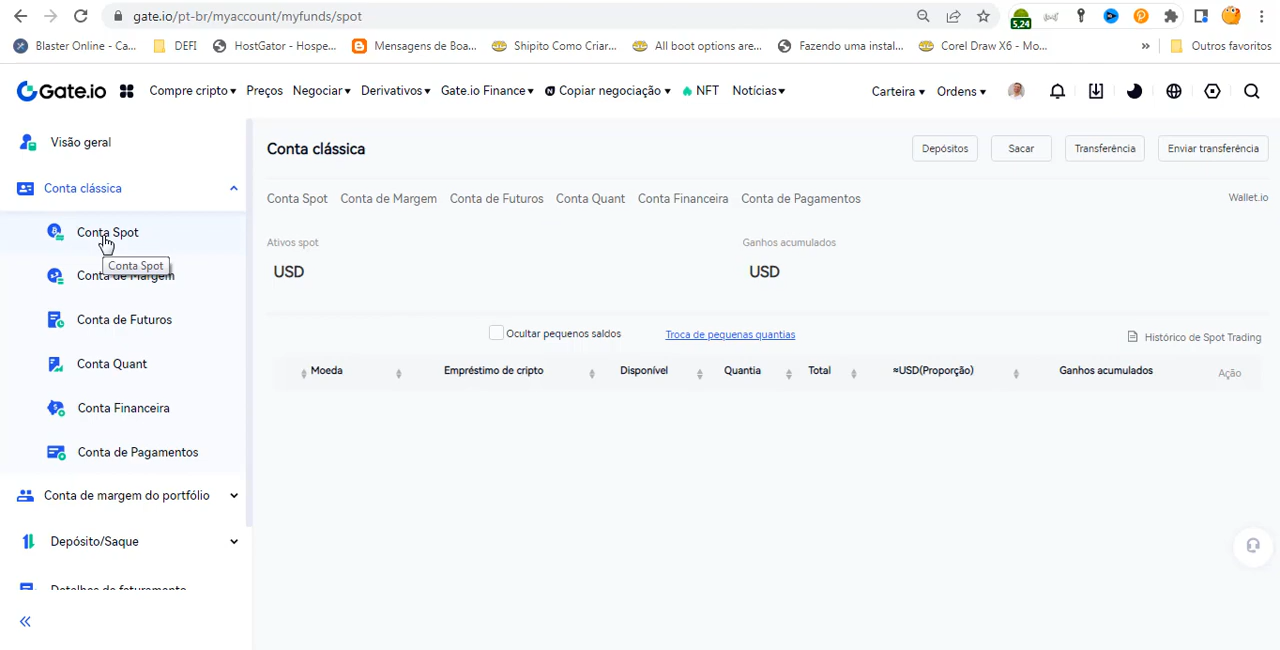 gate.io/pt-br/myaccount/myfunds/spot
5,24
Blaster Online - Ca... DEFI HostGator - Hospe... Mensagens de Boa... Shipito Como Criar... All boot options are... Fazendo uma instal... Corel Draw X6 - Mo... » Outros favoritos
Gate.io Compre cripto Preços Negociar Derivativos Gate.io Finance Copiar negociação NFT Notícias Carteira Ordens
Visão geral
Conta clássica
Conta Spot
Conta Spot
Conta de Margem
Conta de Futuros
Conta Quant
Conta Financeira
Conta de Pagamentos
Conta de margem do portfólio
Depósito/Saque
Detalhes de faturamento
Conta clássica
Depósitos Sacar Transferência Enviar transferência
Conta Spot Conta de Margem Conta de Futuros Conta Quant Conta Financeira Conta de Pagamentos Wallet.io
Ativos spot Ganhos acumulados
USD USD
Ocultar pequenos saldos Troca de pequenas quantias Histórico de Spot Trading
Moeda Empréstimo de cripto Disponível Quantia Total ≈USD(Proporção) Ganhos acumulados Ação